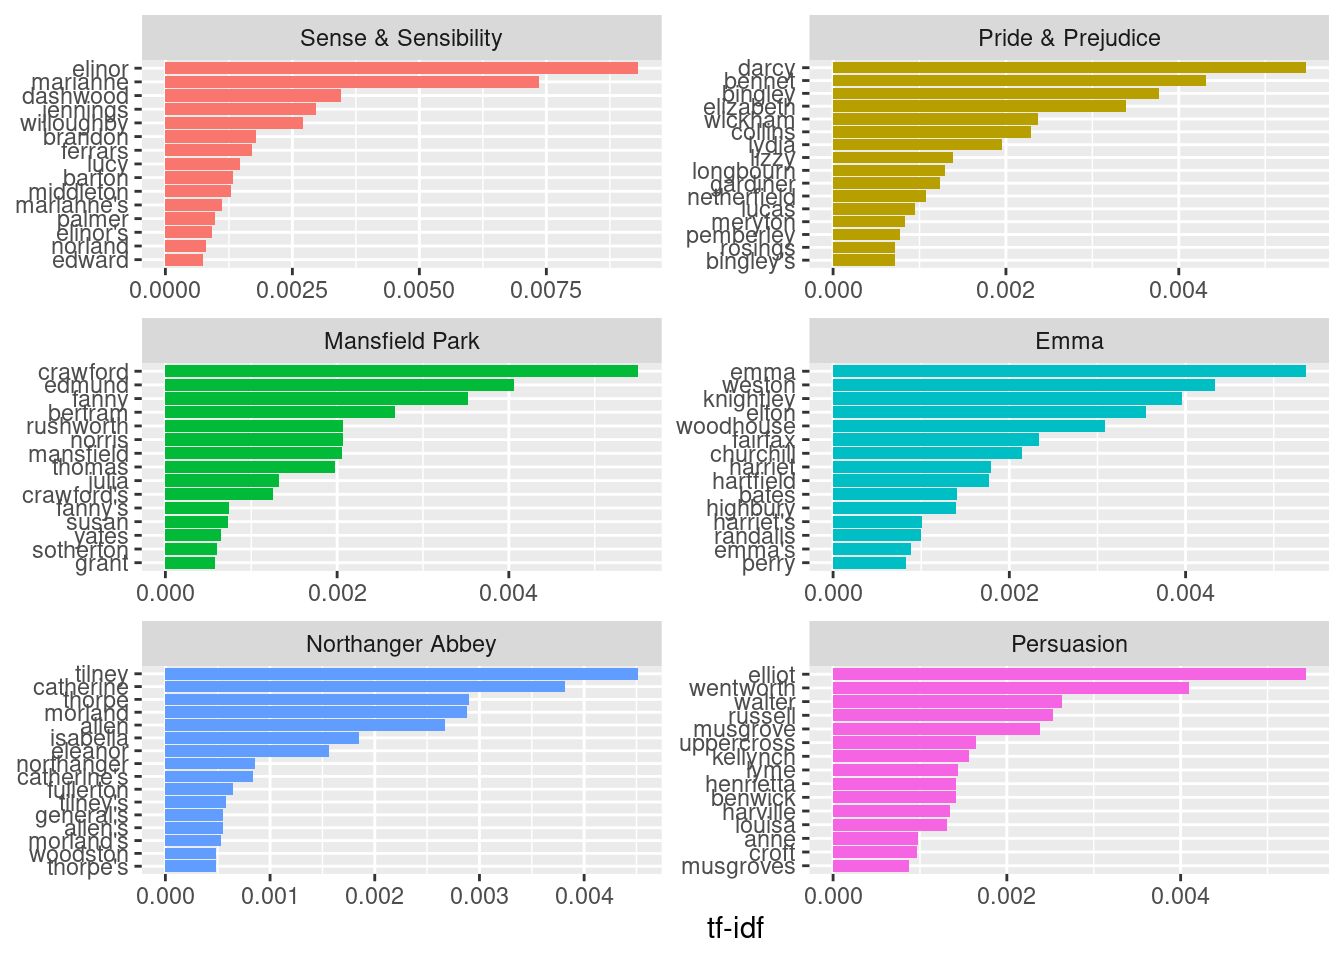 Sense & Sensibility
elinor
marianne
dashwood
jennings
willoughby
brandon
ferrars
lucy
barton
middleton
marianne's
palmer
elinor's
norland
edward
0.0000 0.0025 0.0050 0.0075
Pride & Prejudice
darcy
bennet
bingley
elizabeth
wickham
collins
lydia
lizzy
longbourn
gardiner
netherfield
lucas
meryton
pemberley
rosings
bingley's
0.000 0.002 0.004
Mansfield Park
crawford
edmund
fanny
bertram
rushworth
norris
mansfield
thomas
julia
crawford's
fanny's
susan
yates
sotherton
grant
0.000 0.002 0.004
Emma
emma
weston
knightley
elton
woodhouse
fairfax
churchill
harriet
hartfield
bates
highbury
harriet's
randalls
emma's
perry
0.000 0.002 0.004
Northanger Abbey
tilney
catherine
thorpe
morland
allen
isabella
eleanor
northanger
catherine's
fullerton
tilney's
general's
allen's
morland's
woodston
thorpe's
0.000 0.001 0.002 0.003 0.004
Persuasion
elliot
wentworth
walter
russell
musgrove
uppercross
kellynch
lyme
henrietta
benwick
harville
louisa
anne
croft
musgroves
0.000 0.002 0.004
tf-idf